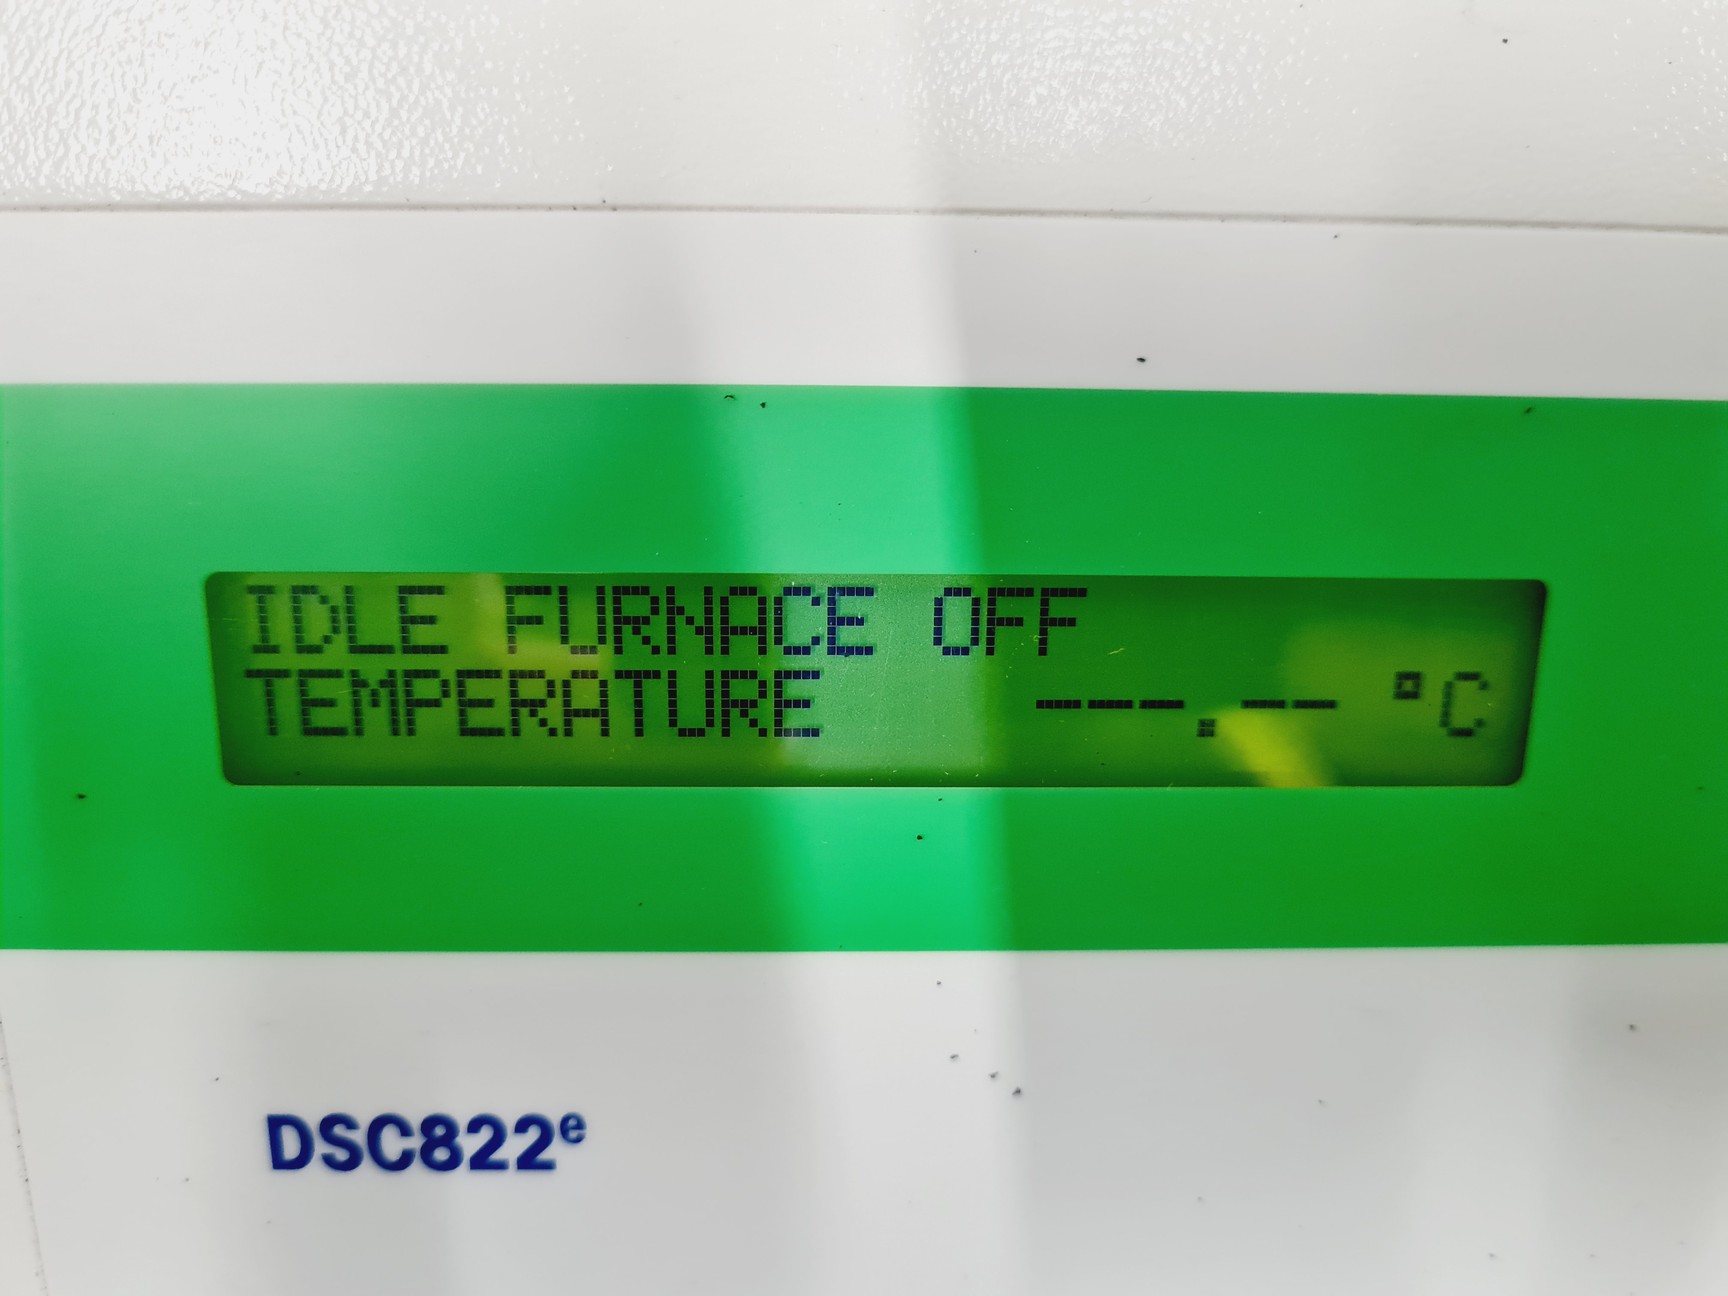 IDLE FURNACE OFF
TEMPERATURE ---.-- °C
DSC822e